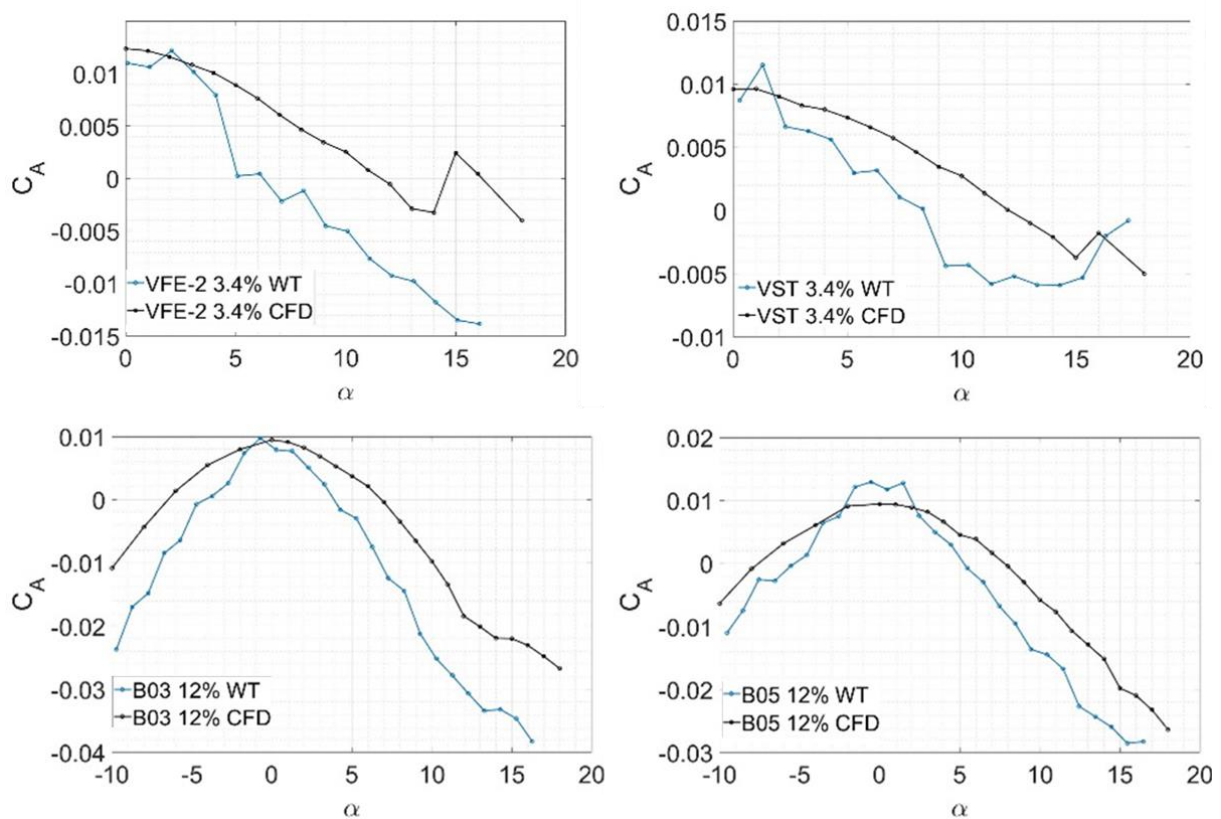 0.01
0.005
0
-0.005
-0.01
-0.015
C_A
VFE-2 3.4% WT
VFE-2 3.4% CFD
0 5 10 15 20
α
0.015
0.01
0.005
0
-0.005
-0.01
C_A
VST 3.4% WT
VST 3.4% CFD
0 5 10 15 20
α
0.01
0
-0.01
-0.02
-0.03
-0.04
C_A
B03 12% WT
B03 12% CFD
-10 -5 0 5 10 15 20
α
0.02
0.01
0
-0.01
-0.02
-0.03
C_A
B05 12% WT
B05 12% CFD
-10 -5 0 5 10 15 20
α